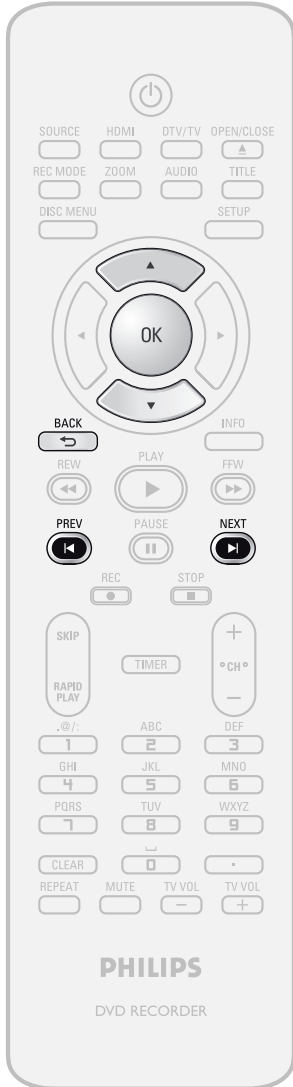 SOURCE HDMI DTV/TV OPEN/CLOSE
REC MODE ZOOM AUDIO TITLE
DISC MENU SETUP
OK
BACK INFO
REW PLAY FFW
PREV PAUSE NEXT
REC STOP
SKIP
RAPID
PLAY
TIMER
+
CH
−
.@/: ABC DEF
1 2 3
GHI JKL MNO
4 5 6
PQRS TUV WXYZ
7 8 9
CLEAR 0 .
REPEAT MUTE TV VOL TV VOL
− +
PHILIPS
DVD RECORDER